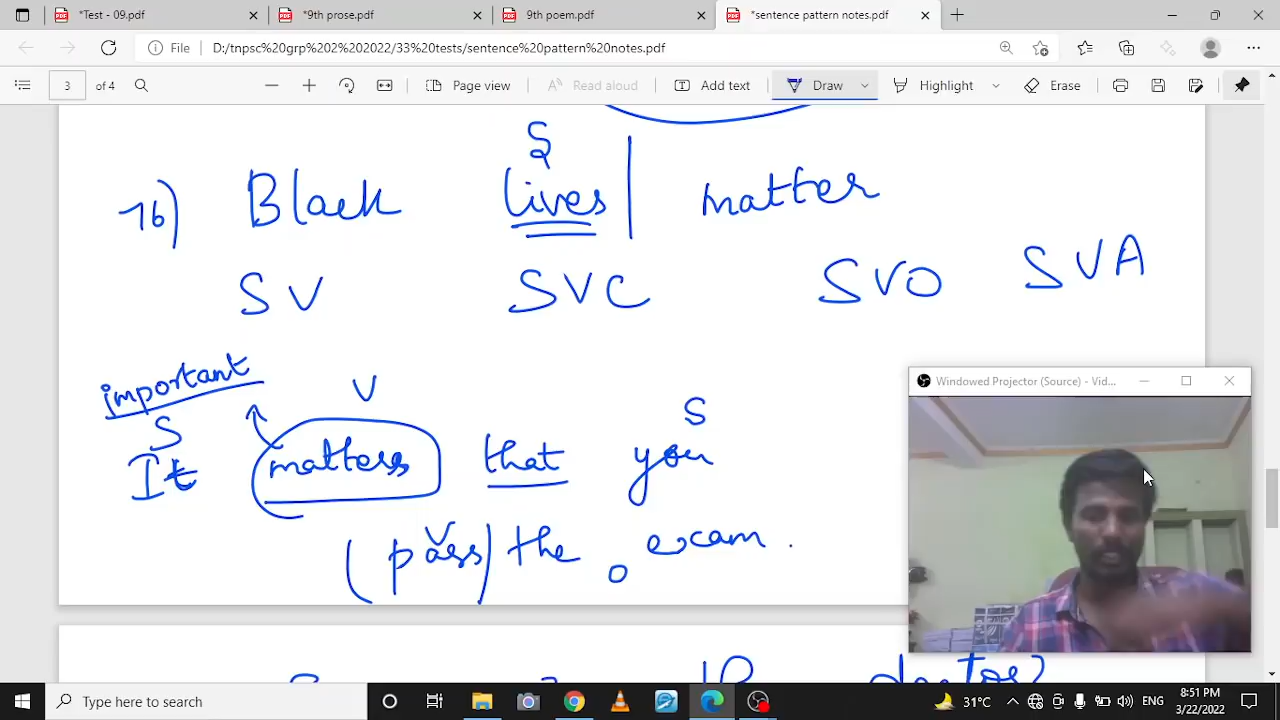 *Test - 09.pdf
*9th prose.pdf
9th poem.pdf
*sentence pattern notes.pdf
File
D:/tnpsc%20grp%202%202022/33%20tests/sentence%20pattern%20notes.pdf
3 of 4
Page view
Read aloud
Add text
Draw
Highlight
Erase
S
16) Black lives | matter
SV SVC SVO SVA
important
V
S
S
It matters that you
V
(pass) the exam.
O
Windowed Projector (Source) - Vid...
doctor?
Type here to search
31°C
ENG
8:51 PM
3/22/2022